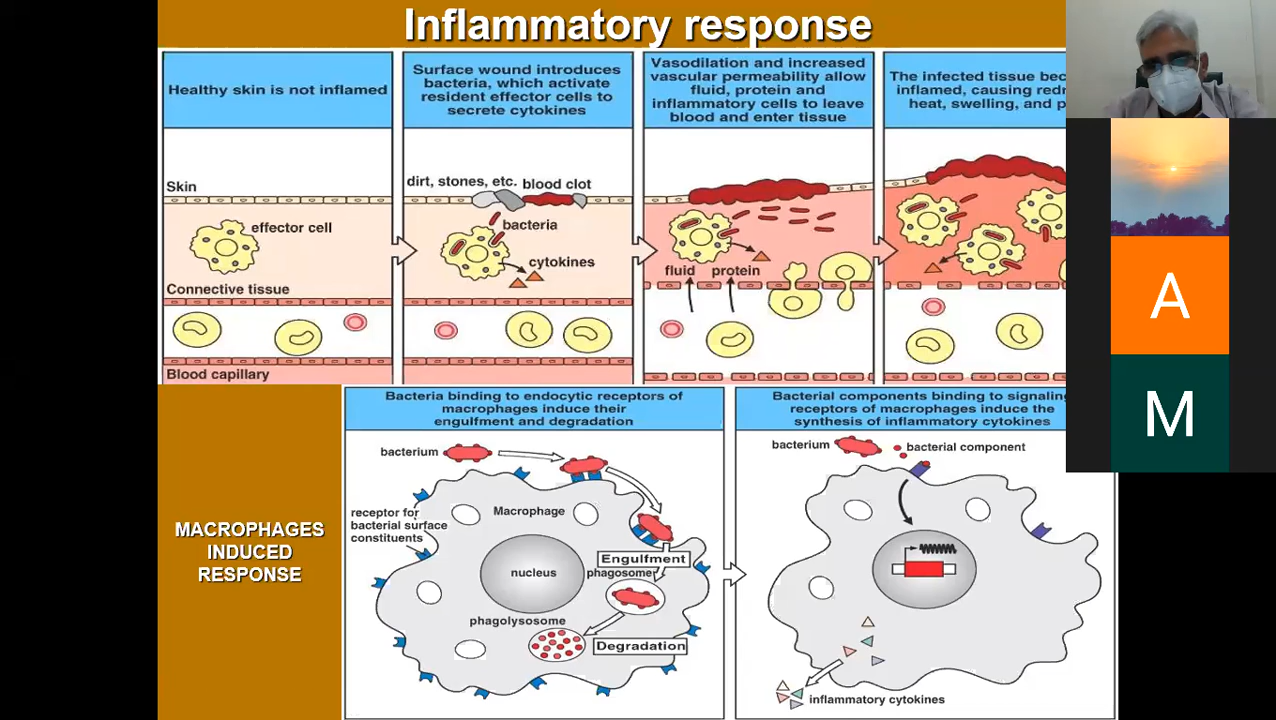 Inflammatory response
Healthy skin is not inflamed
Surface wound introduces
bacteria, which activate
resident effector cells to
secrete cytokines
Vasodilation and increased
vascular permeability allow
fluid, protein and
inflammatory cells to leave
blood and enter tissue
The infected tissue
inflamed, causing
heat, swelling, and
Skin
effector cell
Connective tissue
Blood capillary
dirt, stones, etc. blood clot
bacteria
cytokines
fluid protein
MACROPHAGES
INDUCED
RESPONSE
Bacteria binding to endocytic receptors of
macrophages induce their
engulfment and degradation
bacterium
receptor for
bacterial surface
constituents
Macrophage
Engulfment
nucleus
phagosome
phagolysosome
Degradation
Bacterial components binding to signaling
receptors of macrophages induce the
synthesis of inflammatory cytokines
bacterium
bacterial component
inflammatory cytokines
A
M